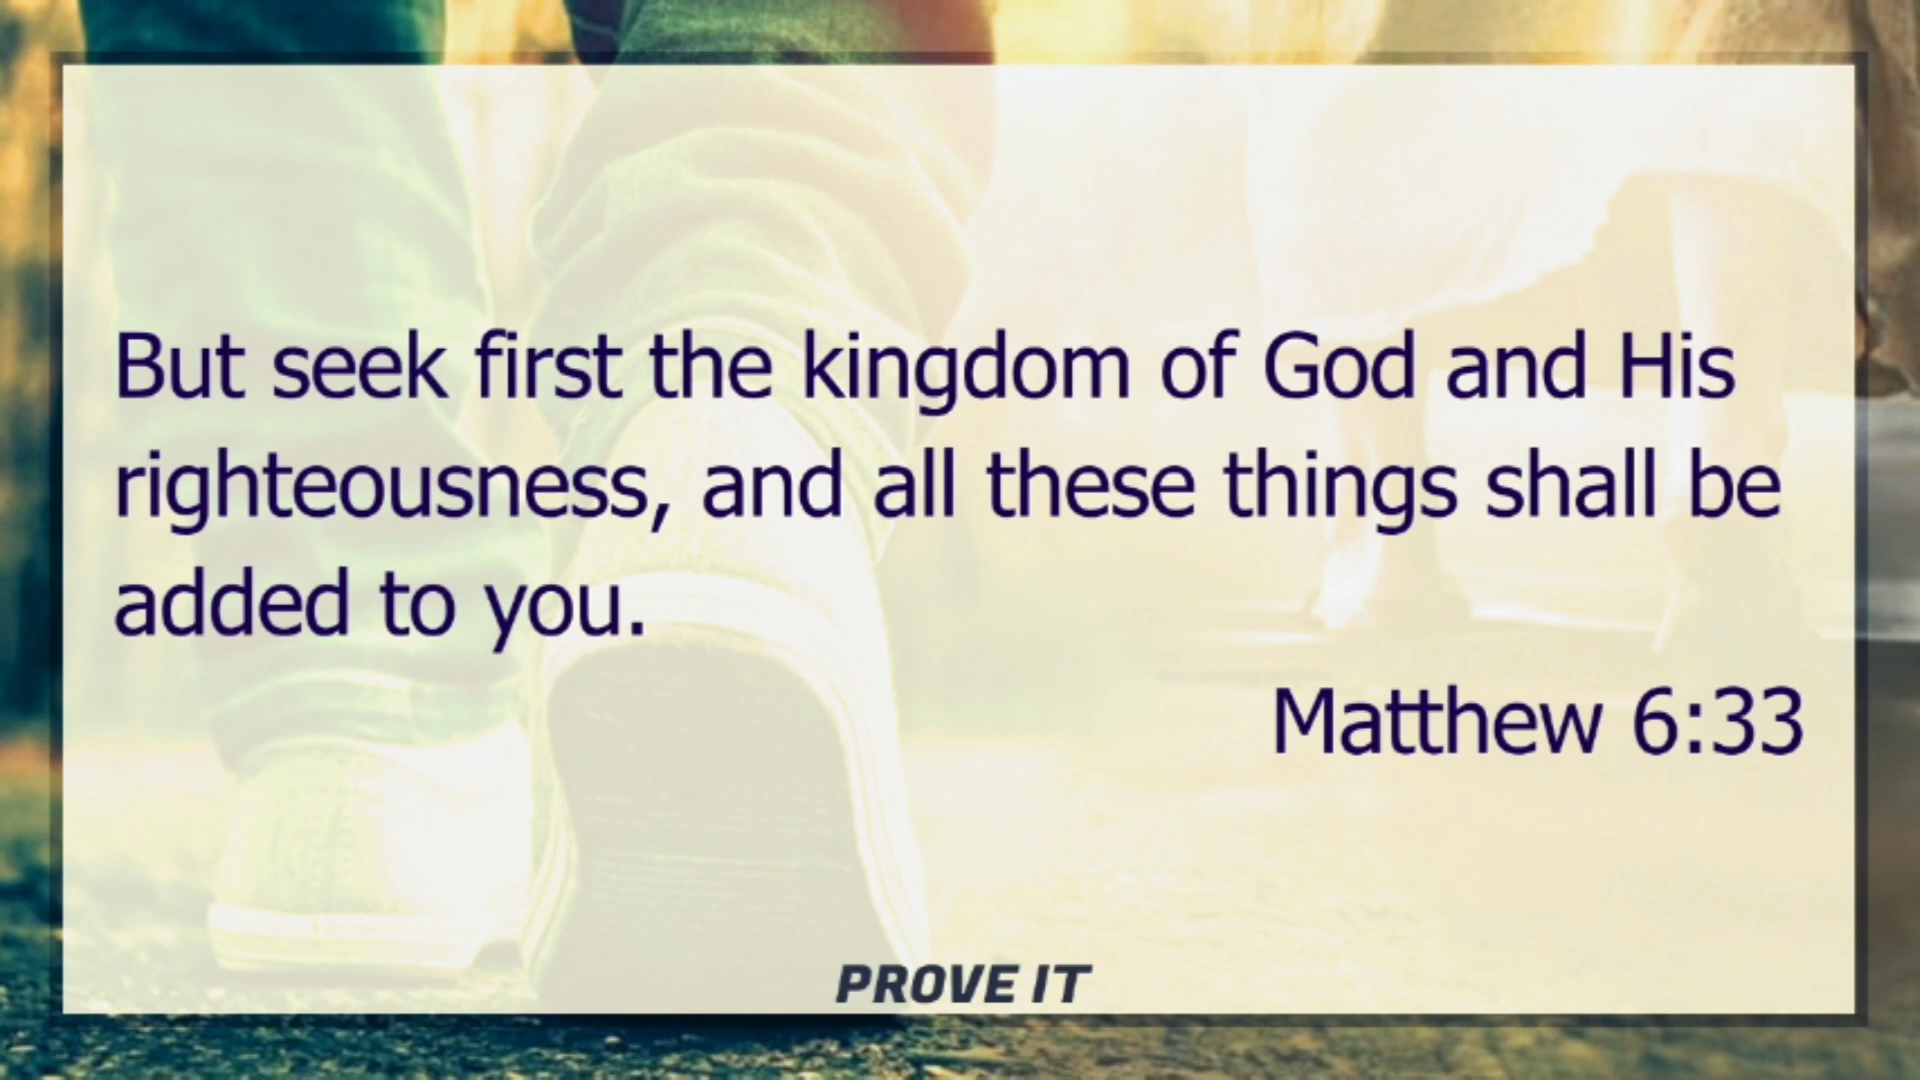 But seek first the kingdom of God and His
righteousness, and all these things shall be
added to you.
Matthew 6:33
PROVE IT